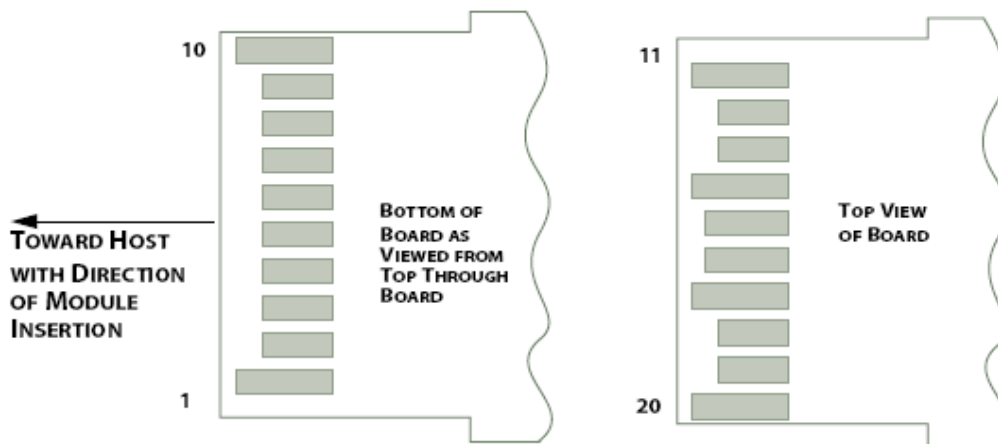 10
TOWARD HOST
WITH DIRECTION
OF MODULE
INSERTION
1
BOTTOM OF
BOARD AS
VIEWED FROM
TOP THROUGH
BOARD
11
TOP VIEW
OF BOARD
20